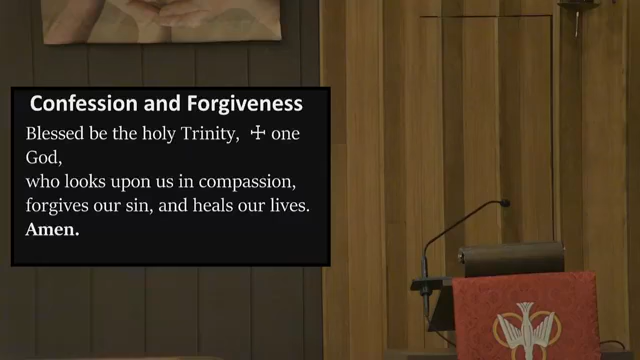 Confession and Forgiveness
Blessed be the holy Trinity, ☩ one
God,
who looks upon us in compassion,
forgives our sin, and heals our lives.
Amen.